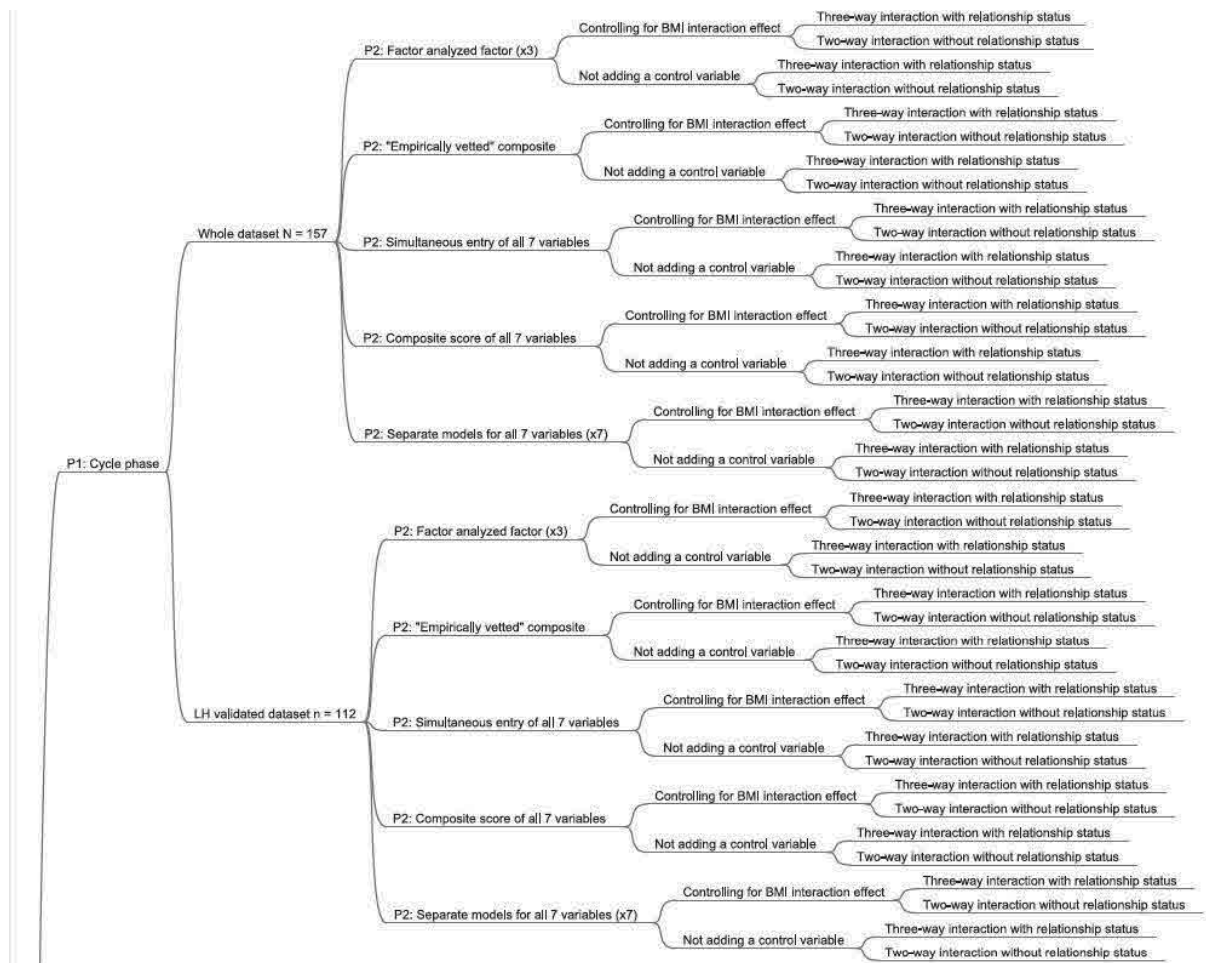 Three-way interaction with relationship status
Controlling for BMI interaction effect
Two-way interaction without relationship status
P2: Factor analyzed factor (x3)
Three-way interaction with relationship status
Not adding a control variable
Two-way interaction without relationship status
Three-way interaction with relationship status
Controlling for BMI interaction effect
Two-way interaction without relationship status
P2: "Empirically vetted" composite
Three-way interaction with relationship status
Not adding a control variable
Two-way interaction without relationship status
Three-way interaction with relationship status
Controlling for BMI interaction effect
Two-way interaction without relationship status
Whole dataset N = 157
P2: Simultaneous entry of all 7 variables
Three-way interaction with relationship status
Not adding a control variable
Two-way interaction without relationship status
Three-way interaction with relationship status
Controlling for BMI interaction effect
Two-way interaction without relationship status
P2: Composite score of all 7 variables
Three-way interaction with relationship status
Not adding a control variable
Two-way interaction without relationship status
Three-way interaction with relationship status
Controlling for BMI interaction effect
Two-way interaction without relationship status
P2: Separate models for all 7 variables (x7)
Three-way interaction with relationship status
Not adding a control variable
Two-way interaction without relationship status
P1: Cycle phase
Three-way interaction with relationship status
Controlling for BMI interaction effect
Two-way interaction without relationship status
P2: Factor analyzed factor (x3)
Three-way interaction with relationship status
Not adding a control variable
Two-way interaction without relationship status
Three-way interaction with relationship status
Controlling for BMI interaction effect
Two-way interaction without relationship status
P2: "Empirically vetted" composite
Three-way interaction with relationship status
Not adding a control variable
Two-way interaction without relationship status
Three-way interaction with relationship status
Controlling for BMI interaction effect
Two-way interaction without relationship status
LH validated dataset n = 112
P2: Simultaneous entry of all 7 variables
Three-way interaction with relationship status
Not adding a control variable
Two-way interaction without relationship status
Three-way interaction with relationship status
Controlling for BMI interaction effect
Two-way interaction without relationship status
P2: Composite score of all 7 variables
Three-way interaction with relationship status
Not adding a control variable
Two-way interaction without relationship status
Three-way interaction with relationship status
Controlling for BMI interaction effect
Two-way interaction without relationship status
P2: Separate models for all 7 variables (x7)
Three-way interaction with relationship status
Not adding a control variable
Two-way interaction without relationship status